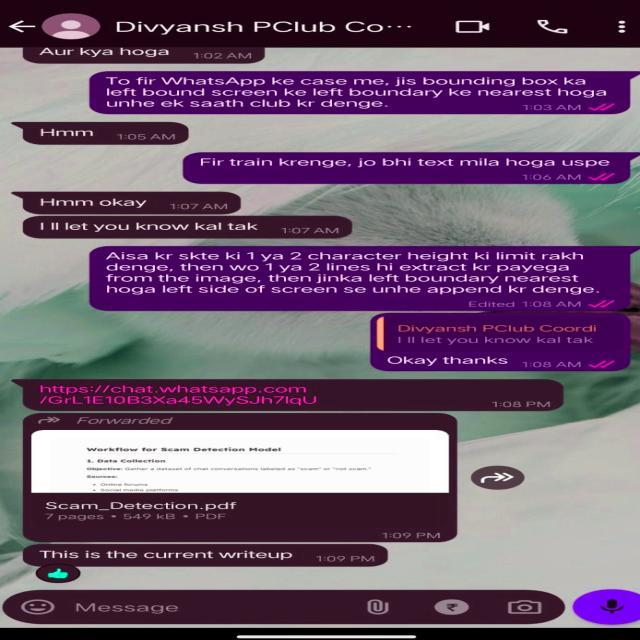 Divyansh PClub Co...
Aur kya hoga 1:02 AM
To fir WhatsApp ke case me, jis bounding box ka
left bound screen ke left boundary ke nearest hoga
unhe ek saath club kr denge. 1:03 AM
Hmm 1:05 AM
Fir train krenge, jo bhi text mila hoga uspe
1:06 AM
Hmm okay 1:07 AM
I ll let you know kal tak 1:07 AM
Aisa kr skte ki 1 ya 2 character height ki limit rakh
denge, then wo 1 ya 2 lines hi extract kr payega
from the image, then jinka left boundary nearest
hoga left side of screen se unhe append kr denge.
Edited 1:08 AM
Divyansh PClub Coordi
I ll let you know kal tak
Okay thanks 1:08 AM
https://chat.whatsapp.com
/GrL1E10B3Xa45WySJh7IqU 1:08 PM
Forwarded
Workflow for Scam Detection Model
1. Data Collection
Objective: Gather a dataset of chat conversations labeled as "scam" or "not scam."
Sources:
• Online forums
• Social media platforms
Scam_Detection.pdf
7 pages • 549 kB • PDF
1:09 PM
This is the current writeup 1:09 PM
Message